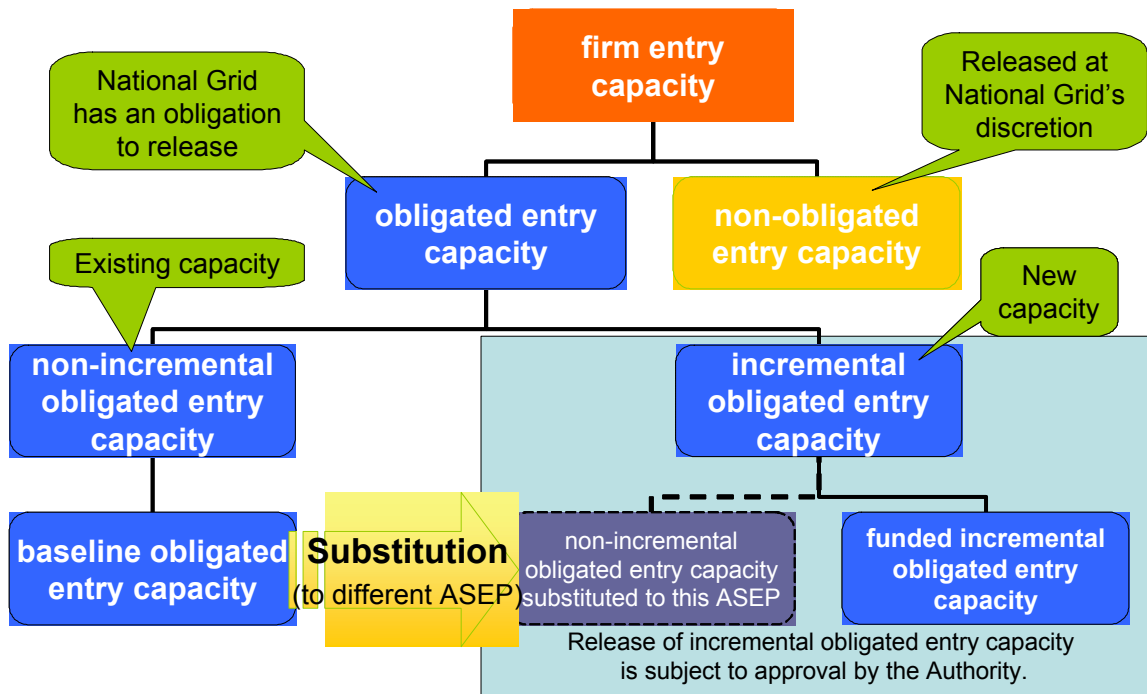 firm entry
capacity
National Grid
has an obligation
to release
Released at
National Grid’s
discretion
obligated entry
capacity
non-obligated
entry capacity
Existing capacity
New
capacity
non-incremental
obligated entry
capacity
incremental
obligated entry
capacity
baseline obligated
entry capacity
Substitution
(to different ASEP)
non-incremental
obligated entry capacity
substituted to this ASEP
funded incremental
obligated entry
capacity
Release of incremental obligated entry capacity
is subject to approval by the Authority.